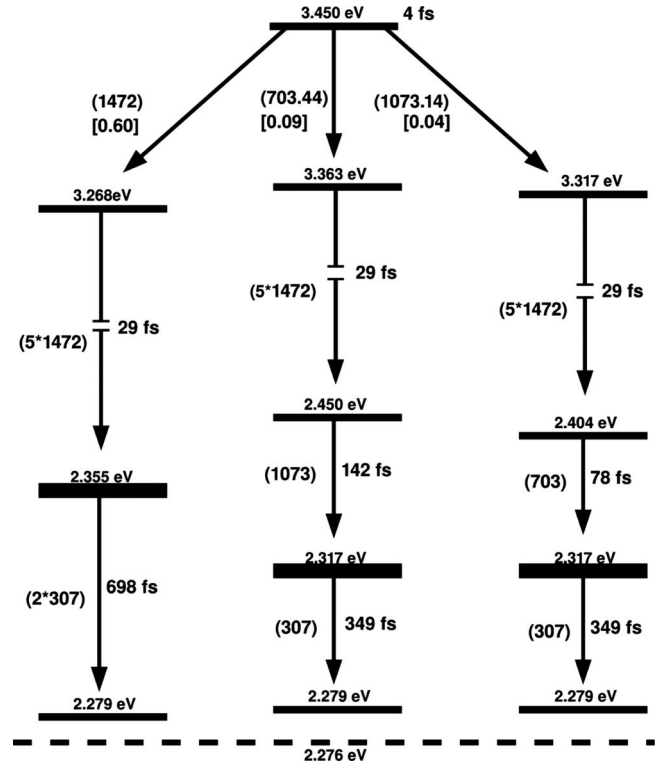 3.450 eV 4 fs
(1472) (703.44) (1073.14)
[0.60] [0.09] [0.04]
3.268eV 3.363 eV 3.317 eV
(5*1472) 29 fs (5*1472) 29 fs (5*1472) 29 fs
2.355 eV 2.450 eV 2.404 eV
(1073) 142 fs (703) 78 fs
2.317 eV 2.317 eV
(2*307) 698 fs (307) 349 fs (307) 349 fs
2.279 eV 2.279 eV 2.279 eV
2.276 eV